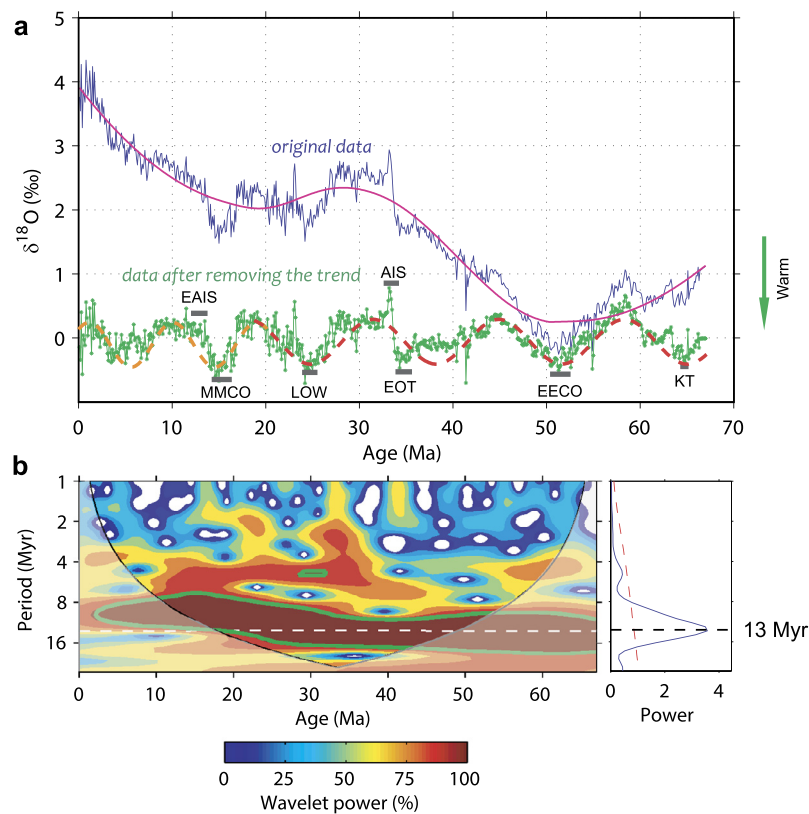 a
5
4
3
2
1
0
δ18O (‰)
original data
data after removing the trend
EAIS
AIS
MMCO
LOW
EOT
EECO
KT
Warm
0 10 20 30 40 50 60 70
Age (Ma)
b
1
2
4
8
16
Period (Myr)
0 10 20 30 40 50 60
Age (Ma)
13 Myr
0 2 4
Power
0 25 50 75 100
Wavelet power (%)